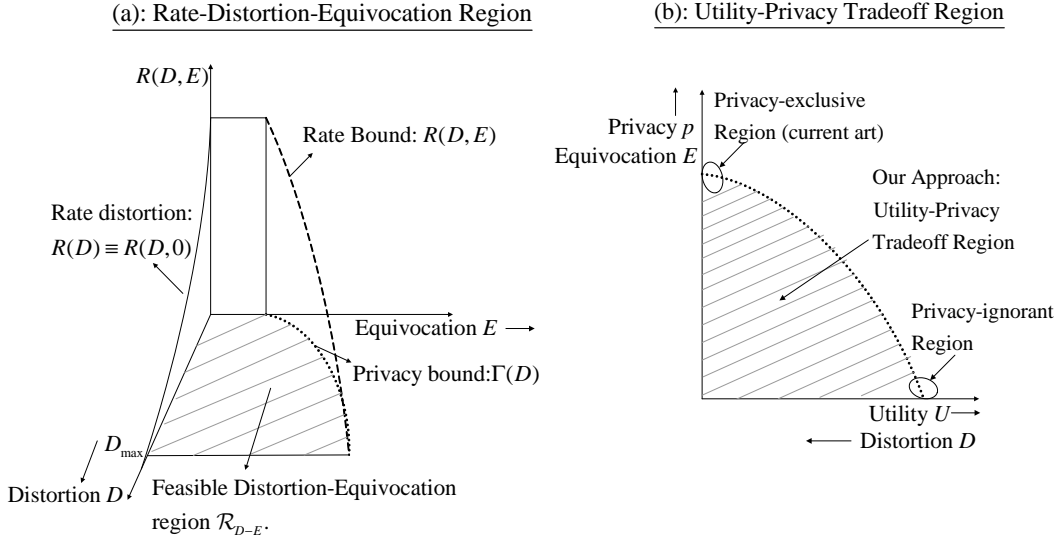 (a): Rate-Distortion-Equivocation Region
R(D, E)
Rate Bound: R(D, E)
Rate distortion:
R(D) ≡ R(D,0)
Equivocation E
Privacy bound:Γ(D)
D_max
Distortion D
Feasible Distortion-Equivocation
region ℛ_{D−E}.
(b): Utility-Privacy Tradeoff Region
Privacy-exclusive
Region (current art)
Privacy p
Equivocation E
Our Approach:
Utility-Privacy
Tradeoff Region
Privacy-ignorant
Region
Utility U
Distortion D